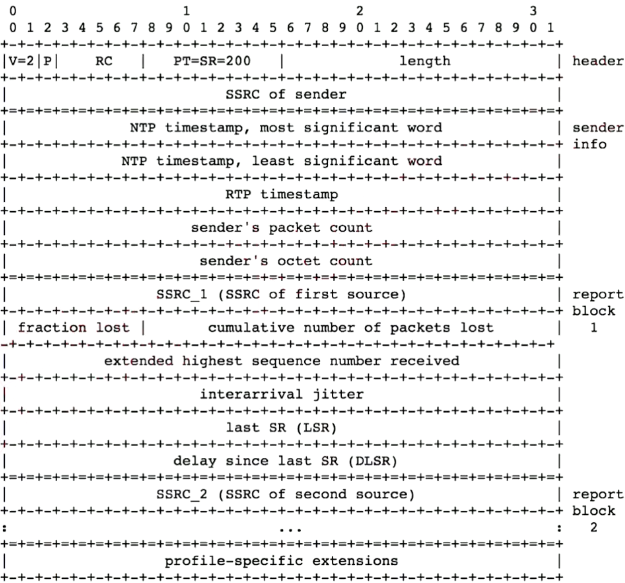 0                   1                   2                   3
 0 1 2 3 4 5 6 7 8 9 0 1 2 3 4 5 6 7 8 9 0 1 2 3 4 5 6 7 8 9 0 1
+-+-+-+-+-+-+-+-+-+-+-+-+-+-+-+-+-+-+-+-+-+-+-+-+-+-+-+-+-+-+-+-+
|V=2|P|    RC   |   PT=SR=200   |             length            | header
+-+-+-+-+-+-+-+-+-+-+-+-+-+-+-+-+-+-+-+-+-+-+-+-+-+-+-+-+-+-+-+-+
|                         SSRC of sender                        |
+=+=+=+=+=+=+=+=+=+=+=+=+=+=+=+=+=+=+=+=+=+=+=+=+=+=+=+=+=+=+=+=+
|              NTP timestamp, most significant word             | sender
+-+-+-+-+-+-+-+-+-+-+-+-+-+-+-+-+-+-+-+-+-+-+-+-+-+-+-+-+-+-+-+-+ info
|             NTP timestamp, least significant word             |
+-+-+-+-+-+-+-+-+-+-+-+-+-+-+-+-+-+-+-+-+-+-+-+-+-+-+-+-+-+-+-+-+
|                         RTP timestamp                         |
+-+-+-+-+-+-+-+-+-+-+-+-+-+-+-+-+-+-+-+-+-+-+-+-+-+-+-+-+-+-+-+-+
|                     sender's packet count                     |
+-+-+-+-+-+-+-+-+-+-+-+-+-+-+-+-+-+-+-+-+-+-+-+-+-+-+-+-+-+-+-+-+
|                      sender's octet count                     |
+=+=+=+=+=+=+=+=+=+=+=+=+=+=+=+=+=+=+=+=+=+=+=+=+=+=+=+=+=+=+=+=+
|                 SSRC_1 (SSRC of first source)                 | report
+-+-+-+-+-+-+-+-+-+-+-+-+-+-+-+-+-+-+-+-+-+-+-+-+-+-+-+-+-+-+-+-+ block
| fraction lost |       cumulative number of packets lost       |   1
-+-+-+-+-+-+-+-+-+-+-+-+-+-+-+-+-+-+-+-+-+-+-+-+-+-+-+-+-+-+-+-+
|           extended highest sequence number received           |
+-+-+-+-+-+-+-+-+-+-+-+-+-+-+-+-+-+-+-+-+-+-+-+-+-+-+-+-+-+-+-+-+
|                      interarrival jitter                      |
+-+-+-+-+-+-+-+-+-+-+-+-+-+-+-+-+-+-+-+-+-+-+-+-+-+-+-+-+-+-+-+-+
|                         last SR (LSR)                         |
+-+-+-+-+-+-+-+-+-+-+-+-+-+-+-+-+-+-+-+-+-+-+-+-+-+-+-+-+-+-+-+-+
|                   delay since last SR (DLSR)                  |
+=+=+=+=+=+=+=+=+=+=+=+=+=+=+=+=+=+=+=+=+=+=+=+=+=+=+=+=+=+=+=+=+
|                 SSRC_2 (SSRC of second source)                | report
+-+-+-+-+-+-+-+-+-+-+-+-+-+-+-+-+-+-+-+-+-+-+-+-+-+-+-+-+-+-+-+-+ block
:                               ...                             :   2
+=+=+=+=+=+=+=+=+=+=+=+=+=+=+=+=+=+=+=+=+=+=+=+=+=+=+=+=+=+=+=+=+
|                  profile-specific extensions                  |
+-+-+-+-+-+-+-+-+-+-+-+-+-+-+-+-+-+-+-+-+-+-+-+-+-+-+-+-+-+-+-+-+